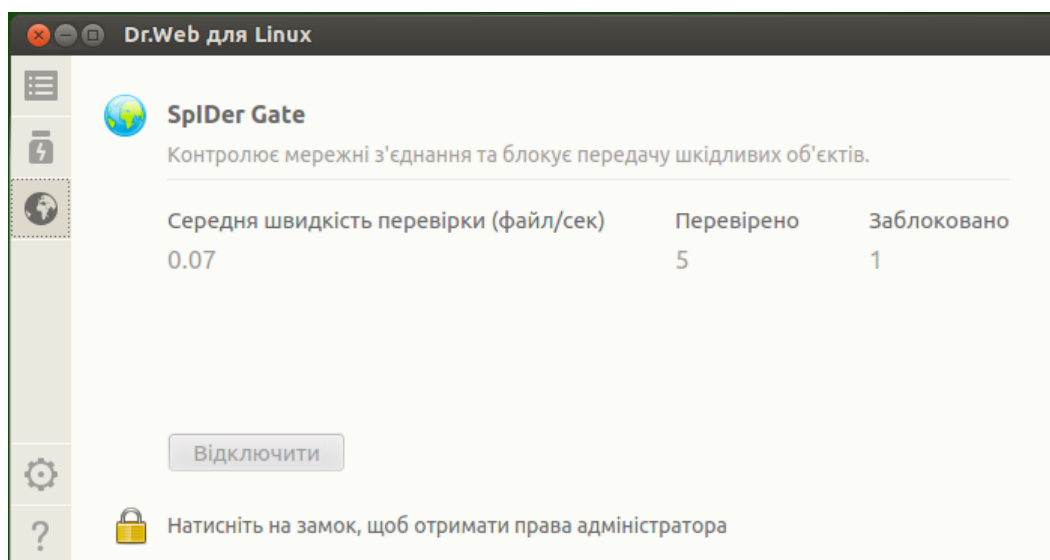 Dr.Web для Linux
SpIDer Gate
Контролює мережні з'єднання та блокує передачу шкідливих об'єктів.
Середня швидкість перевірки (файл/сек) Перевірено Заблоковано
0.07 5 1
Відключити
Натисніть на замок, щоб отримати права адміністратора